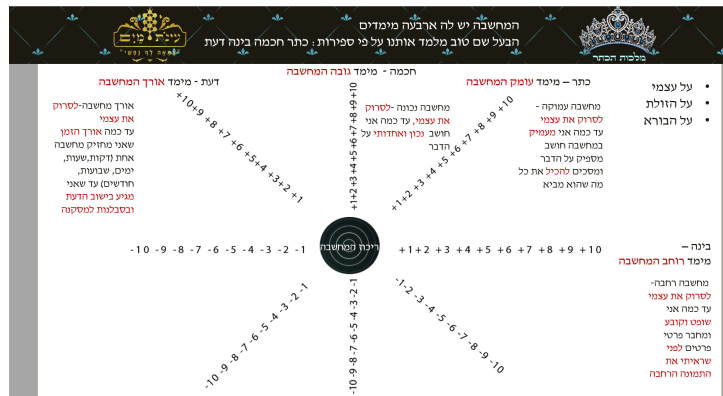 המחשבה יש לה ארבעה מימדים
הבעל שם טוב מלמד אותנו על פי ספירות : כתר חכמה בינה דעת
מלכות הכתר
עינת מים
• על עצמי
• על הזולת
• על הבורא
כתר – מימד עומק המחשבה
מחשבה עמוקה -
לסרוק את עצמי
עד כמה אני מעמיק
במחשבה חושב
מספיק על הדבר
ומסכים להכיל את כל
מה שהוא מביא
חכמה - מימד גובה המחשבה
מחשבה נכונה -לסרוק
את עצמי, עד כמה אני
חושב נכון ואחדותי על
הדבר
דעת - מימד אורך המחשבה
אורך מחשבה-לסרוק
את עצמי
עד כמה אורך הזמן
שאני מחזיק מחשבה
אחת (דקות,שעות,
ימים, שבועות,
חודשים) עד שאני
מגיע בישוב הדעת
ובסבלנות למסקנה
+1+2 +3 +4 +5 +6 +7 +8 +9 +10
+1+2 +3 +4 +5 +6 +7 +8 +9 +10
+10+9 +8 +7 +6 +5+4 +3+2 +1
ריכוז המחשבה
-10 -9 -8 -7 -6 -5 -4 -3 -2 -1
+1+2 +3 +4 +5 +6 +7 +8 +9 +10
בינה –
מימד רוחב המחשבה
מחשבה רחבה-
לסרוק את עצמי
עד כמה אני
שופט וקובע
ומחבר פרטי
פרטים לפני
שראיתי את
התמונה הרחבה
-10 -9 -8 -7 -6 -5 -4 -3 -2 -1
-10 -9 -8 -7 -6 -5 -4 -3 -2 -1
-1-2 -3 -4 -5 -6 -7 -8 -9 -10